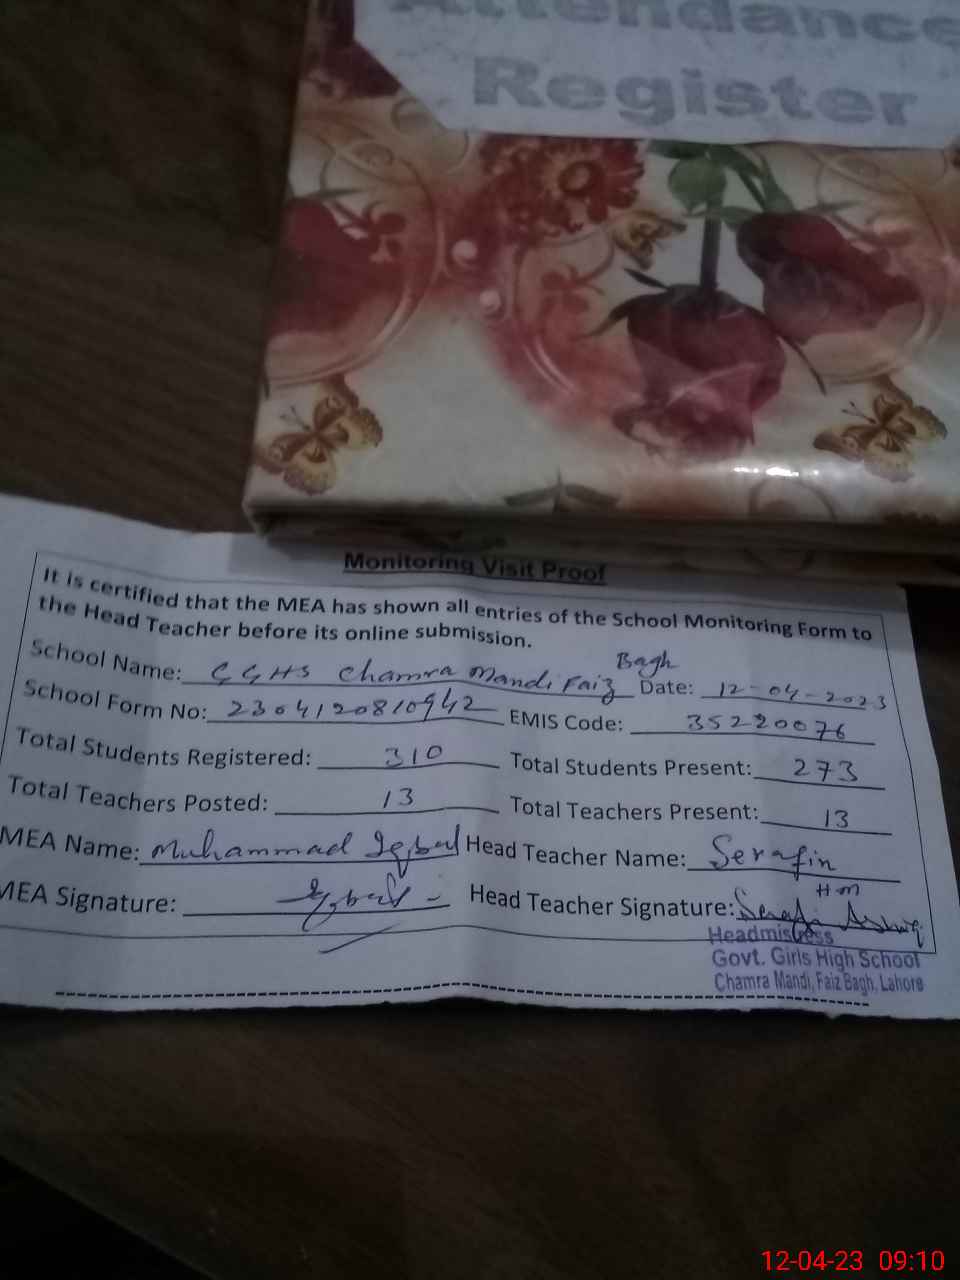 Attendance
Register
Monitoring Visit Proof
It is certified that the MEA has shown all entries of the School Monitoring Form to
the Head Teacher before its online submission.
School Name: GGHS Chamra Mandi Faiz Bagh Date: 12-04-2023
School Form No: 2304120810942 EMIS Code: 35220076
Total Students Registered: 310 Total Students Present: 273
Total Teachers Posted: 13 Total Teachers Present: 13
MEA Name: Muhammad Iqbal Head Teacher Name: Serafin
MEA Signature: Iqbal Head Teacher Signature: HM
Headmistress
Govt. Girls High School
Chamra Mandi, Faiz Bagh, Lahore
12-04-23 09:10